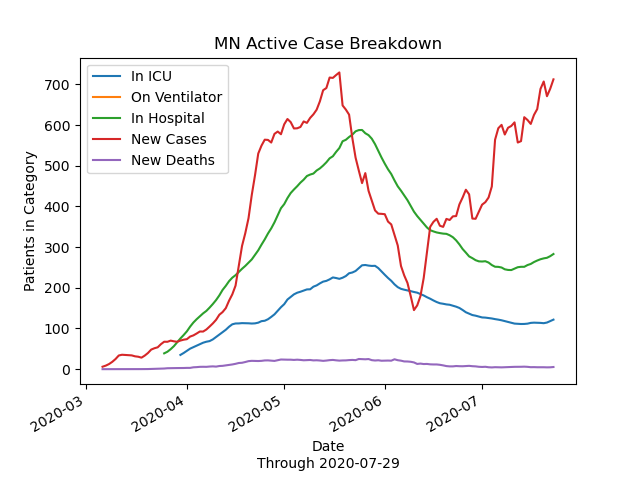 MN Active Case Breakdown
In ICU
On Ventilator
In Hospital
New Cases
New Deaths
Patients in Category
700
600
500
400
300
200
100
0
2020-03
2020-04
2020-05
2020-06
2020-07
Date
Through 2020-07-29